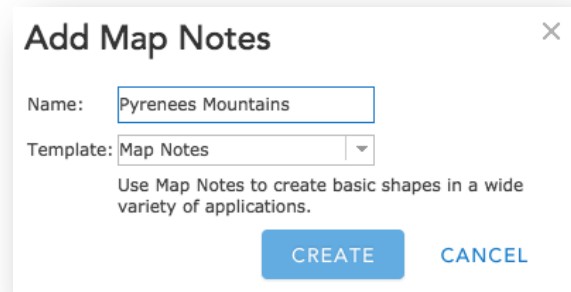 Add Map Notes
Name: Pyrenees Mountains
Template: Map Notes
Use Map Notes to create basic shapes in a wide
variety of applications.
CREATE CANCEL